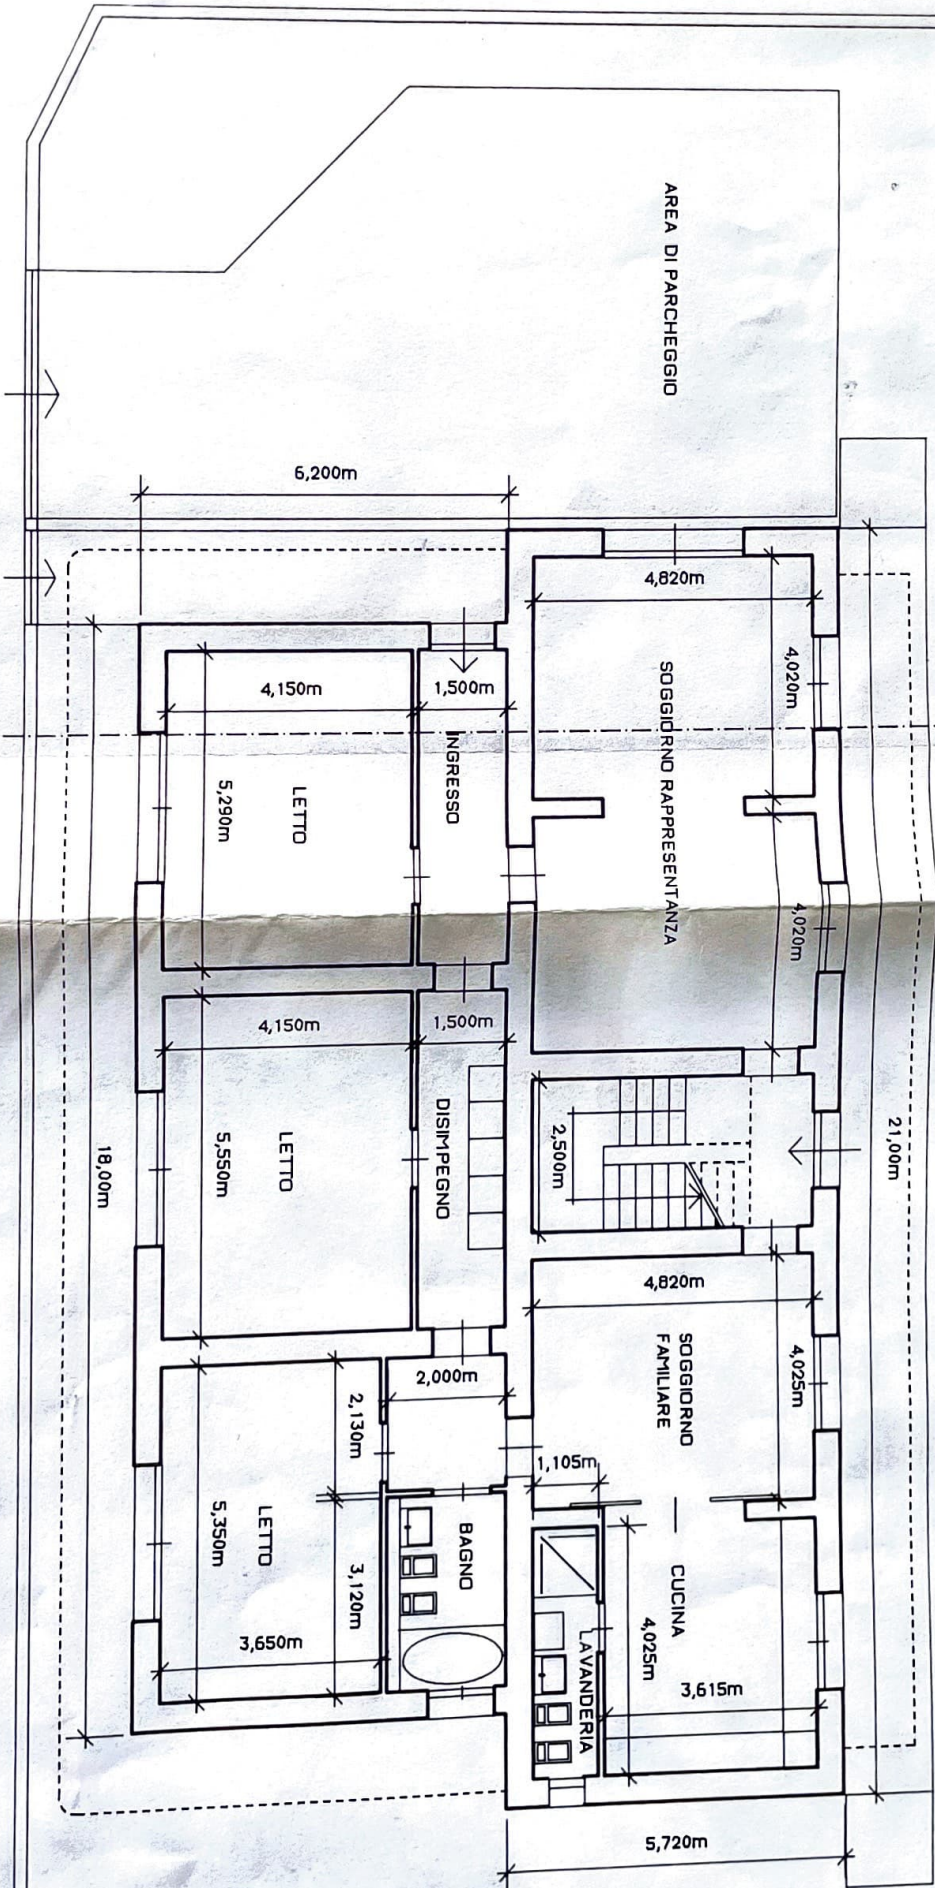 AREA DI PARCHEGGIO
6,200m
4,820m
4,020m
SOGGIORNO RAPPRESENTANZA
4,150m
1,500m
INGRESSO
5,290m
LETTO
4,020m
4,150m
1,500m
DISIMPEGNO
2,500m
21,00m
18,00m
5,550m
LETTO
4,820m
SOGGIORNO
FAMILIARE
4,025m
2,000m
2,130m
1,105m
5,350m
LETTO
3,120m
BAGNO
3,650m
CUCINA
4,025m
LAVANDERIA
3,615m
5,720m